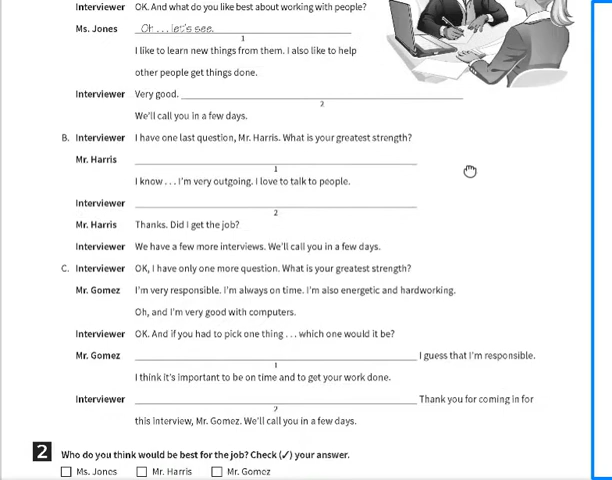 Interviewer OK. And what do you like best about working with people?
Ms. Jones Oh . . . let's see.
1
I like to learn new things from them. I also like to help
other people get things done.
Interviewer Very good.
2
We'll call you in a few days.
B. Interviewer I have one last question, Mr. Harris. What is your greatest strength?
Mr. Harris
1
I know . . . I'm very outgoing. I love to talk to people.
Interviewer
2
Mr. Harris Thanks. Did I get the job?
Interviewer We have a few more interviews. We'll call you in a few days.
C. Interviewer OK, I have only one more question. What is your greatest strength?
Mr. Gomez I'm very responsible. I'm always on time. I'm also energetic and hardworking.
Oh, and I'm very good with computers.
Interviewer OK. And if you had to pick one thing . . . which one would it be?
Mr. Gomez I guess that I'm responsible.
1
I think it's important to be on time and to get your work done.
Interviewer Thank you for coming in for
2
this interview, Mr. Gomez. We'll call you in a few days.
2 Who do you think would be best for the job? Check (✓) your answer.
Ms. Jones Mr. Harris Mr. Gomez